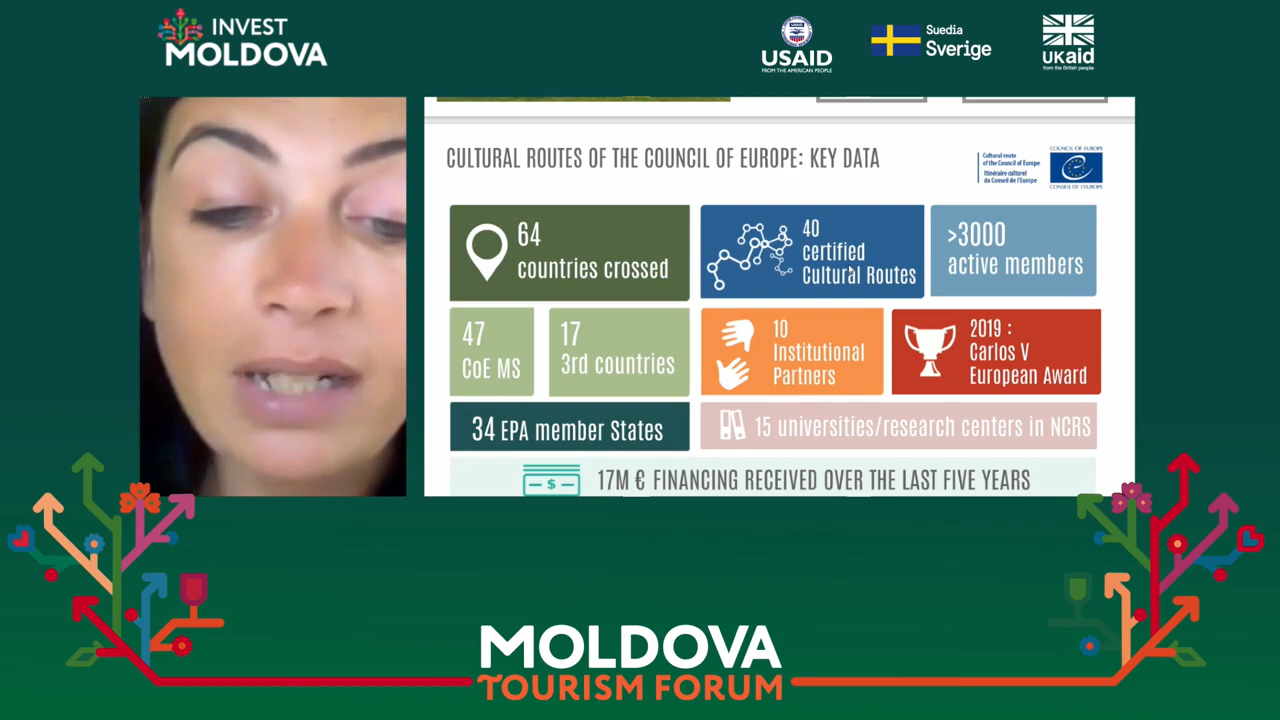 INVEST
MOLDOVA
USAID
FROM THE AMERICAN PEOPLE
Suedia
Sverige
UKaid
from the British people
CULTURAL ROUTES OF THE COUNCIL OF EUROPE: KEY DATA
Cultural route
of the Council of Europe
Itinéraire culturel
du Conseil de l'Europe
COUNCIL OF EUROPE
CONSEIL DE L'EUROPE
64
countries crossed
40
certified
Cultural Routes
>3000
active members
47
CoE MS
17
3rd countries
10
Institutional
Partners
2019 :
Carlos V
European Award
34 EPA member States
15 universities/research centers in NCRS
17M € FINANCING RECEIVED OVER THE LAST FIVE YEARS
MOLDOVA
TOURISM FORUM